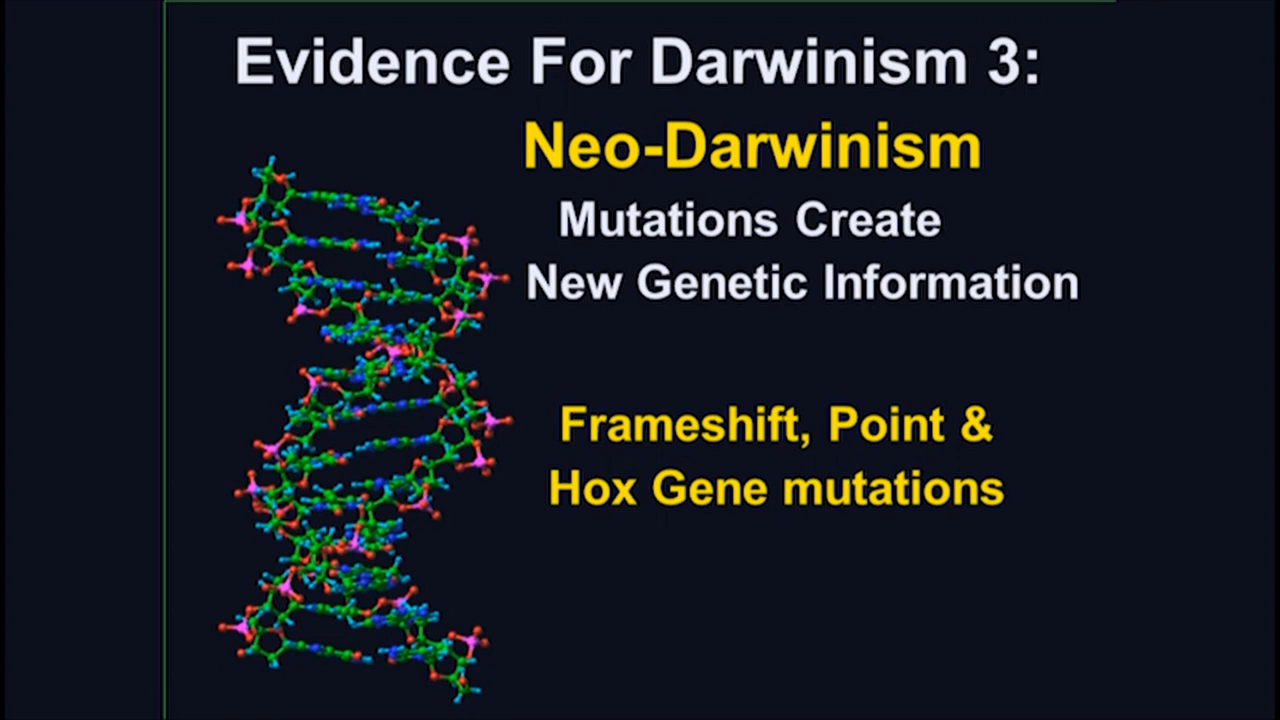 Evidence For Darwinism 3:
Neo-Darwinism
Mutations Create
New Genetic Information
Frameshift, Point &
Hox Gene mutations